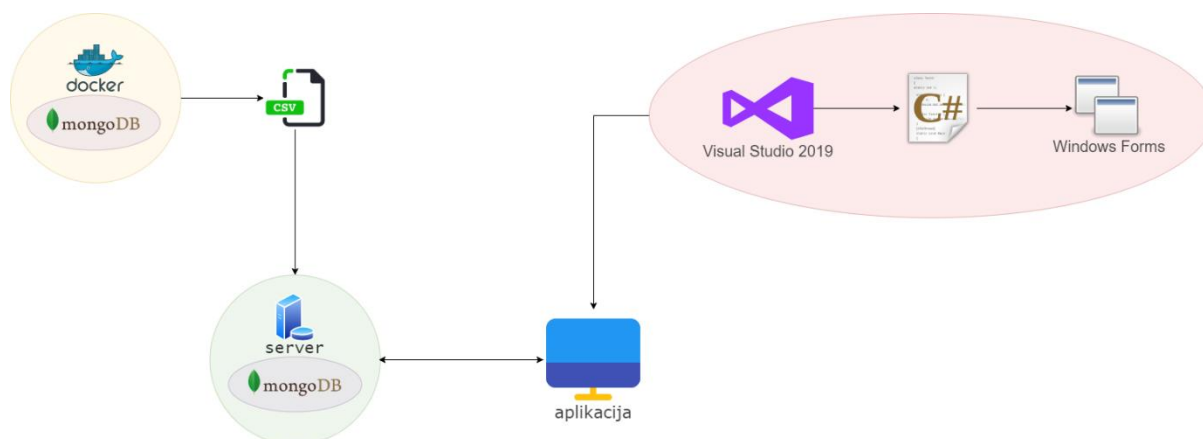 docker
mongoDB
CSV
Visual Studio 2019
C#
Windows Forms
server
mongoDB
aplikacija